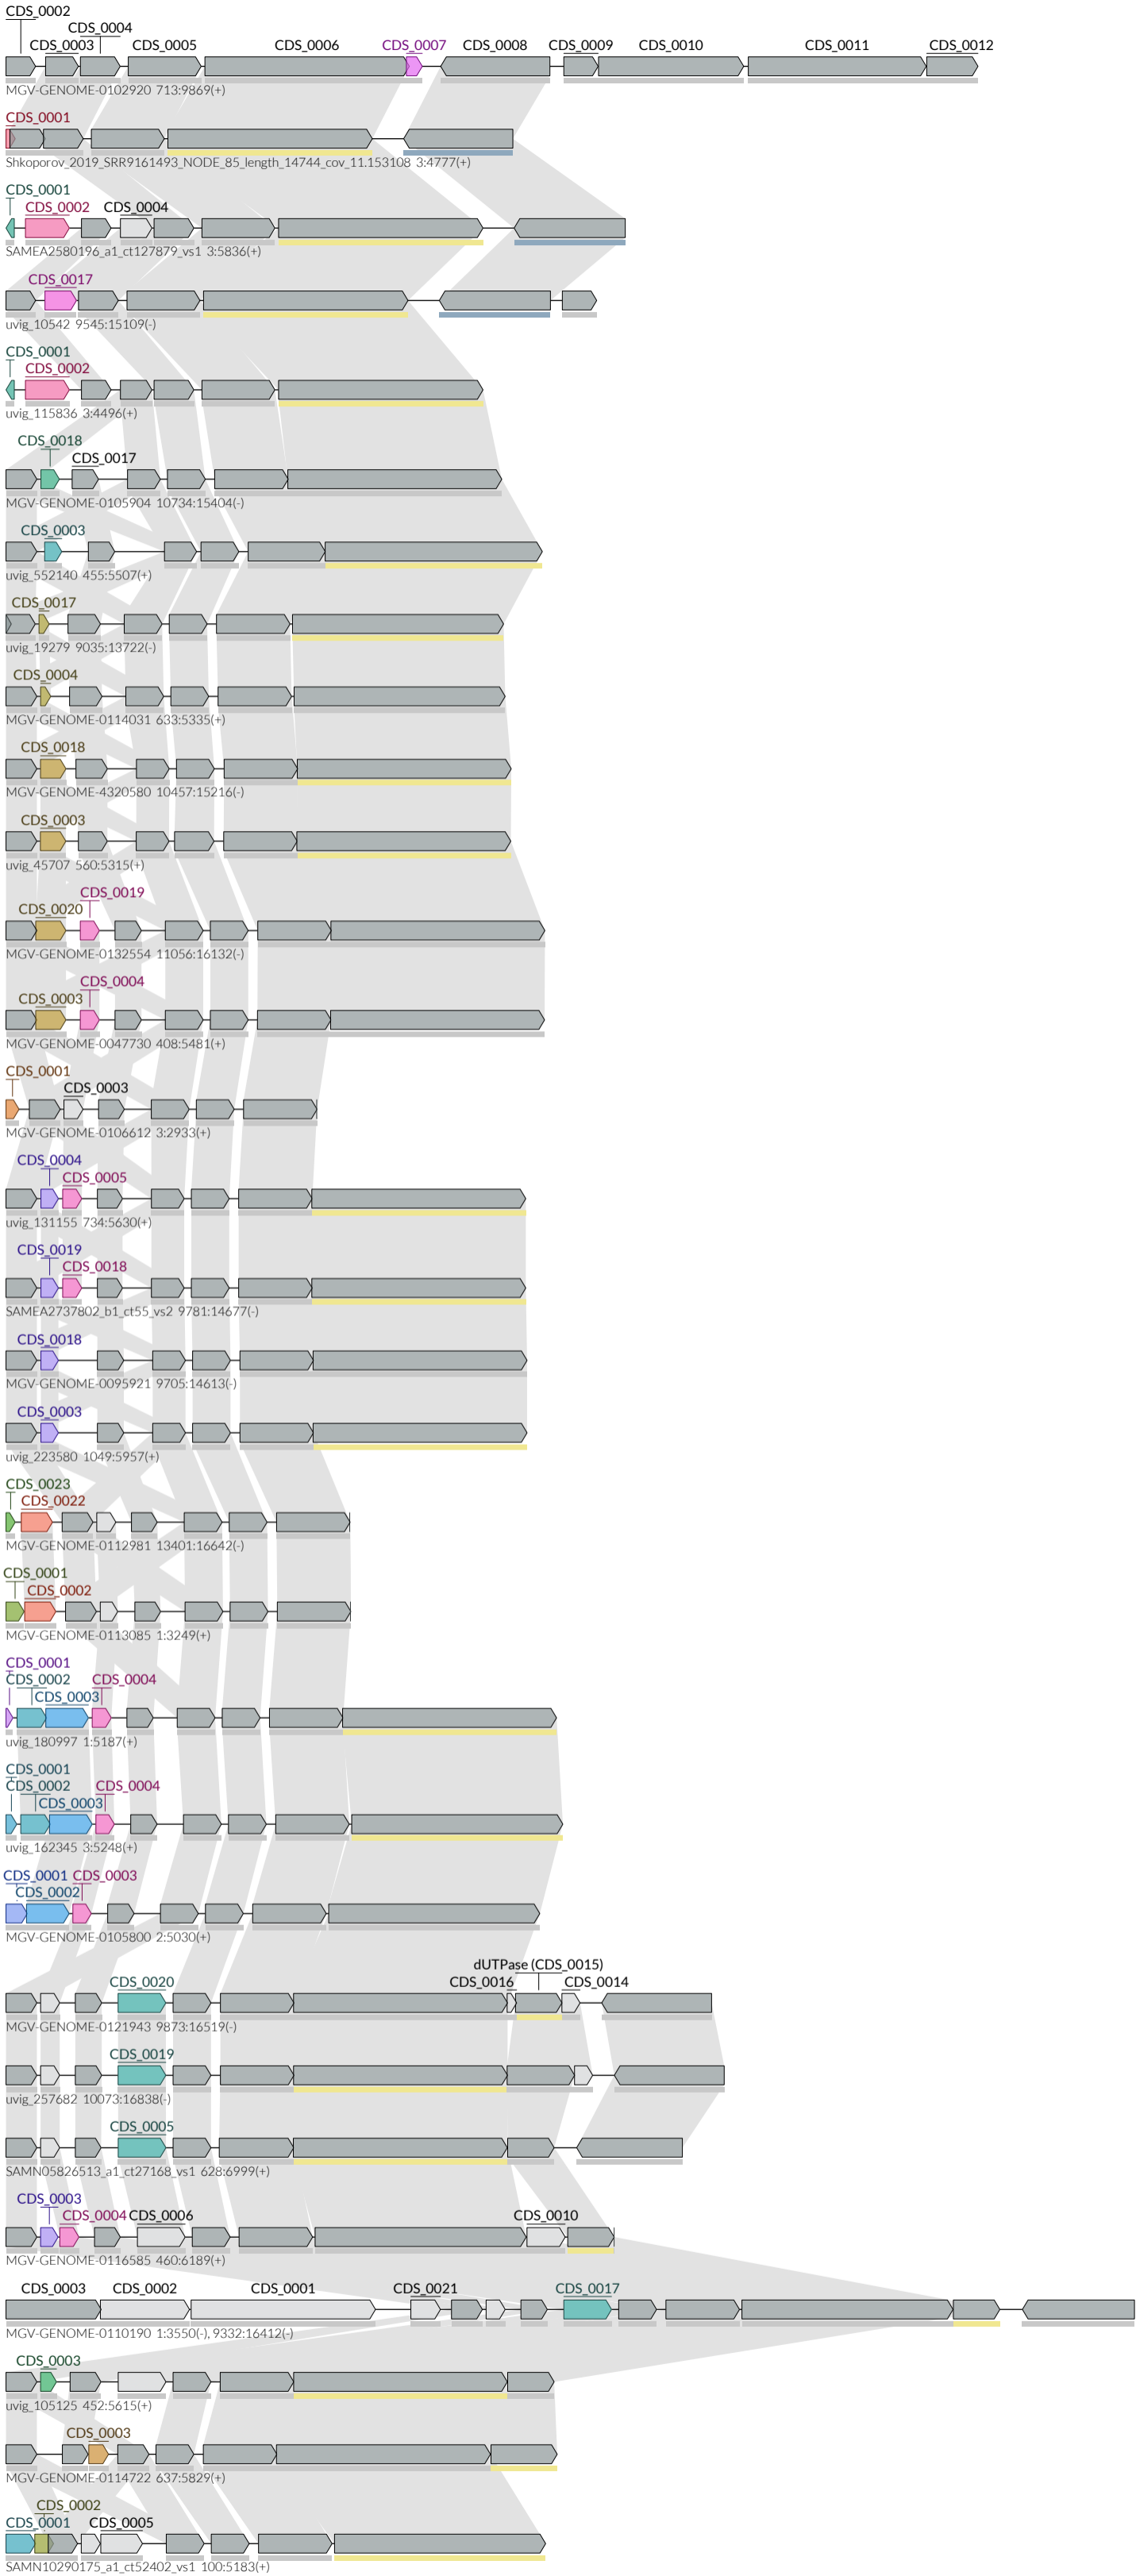 CDS_0002
CDS_0004
CDS_0003 CDS_0005 CDS_0006 CDS_0007 CDS_0008 CDS_0009 CDS_0010 CDS_0011 CDS_0012
MGV-GENOME-0102920 713:9869(+)
CDS_0001
Shkoporov_2019_SRR9161493_NODE_85_length_14744_cov_11.153108 3:4777(+)
CDS_0001
CDS_0002 CDS_0004
SAMEA2580196_a1_ct127879_vs1 3:5836(+)
CDS_0017
uvig_10542 9545:15109(-)
CDS_0001
CDS_0002
uvig_115836 3:4496(+)
CDS_0018
CDS_0017
MGV-GENOME-0105904 10734:15404(-)
CDS_0003
uvig_552140 455:5507(+)
CDS_0017
uvig_19279 9035:13722(-)
CDS_0004
MGV-GENOME-0114031 633:5335(+)
CDS_0018
MGV-GENOME-4320580 10457:15216(-)
CDS_0003
uvig_45707 560:5315(+)
CDS_0019
CDS_0020
MGV-GENOME-0132554 11056:16132(-)
CDS_0004
CDS_0003
MGV-GENOME-0047730 408:5481(+)
CDS_0001
CDS_0003
MGV-GENOME-0106612 3:2933(+)
CDS_0004
CDS_0005
uvig_131155 734:5630(+)
CDS_0019
CDS_0018
SAMEA2737802_b1_ct55_vs2 9781:14677(-)
CDS_0018
MGV-GENOME-0095921 9705:14613(-)
CDS_0003
uvig_223580 1049:5957(+)
CDS_0023
CDS_0022
MGV-GENOME-0112981 13401:16642(-)
CDS_0001
CDS_0002
MGV-GENOME-0113085 1:3249(+)
CDS_0001
CDS_0002 CDS_0004
CDS_0003
uvig_180997 1:5187(+)
CDS_0001
CDS_0002 CDS_0004
CDS_0003
uvig_162345 3:5248(+)
CDS_0001 CDS_0003
CDS_0002
MGV-GENOME-0105800 2:5030(+)
dUTPase (CDS_0015)
CDS_0020 CDS_0016 CDS_0014
MGV-GENOME-0121943 9873:16519(-)
CDS_0019
uvig_257682 10073:16838(-)
CDS_0005
SAMN05826513_a1_ct27168_vs1 628:6999(+)
CDS_0003
CDS_0004 CDS_0006 CDS_0010
MGV-GENOME-0116585 460:6189(+)
CDS_0003 CDS_0002 CDS_0001 CDS_0021 CDS_0017
MGV-GENOME-0110190 1:3550(-), 9332:16412(-)
CDS_0003
uvig_105125 452:5615(+)
CDS_0003
MGV-GENOME-0114722 637:5829(+)
CDS_0002
CDS_0001 CDS_0005
SAMN10290175_a1_ct52402_vs1 100:5183(+)